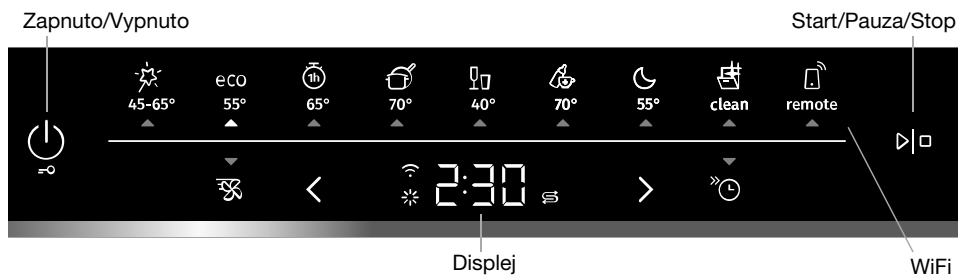 Zapnuto/Vypnuto
Start/Pauza/Stop
eco 1h
45-65° 55° 65° 70° 40° 70° 55° clean remote
2:30
Displej
WiFi